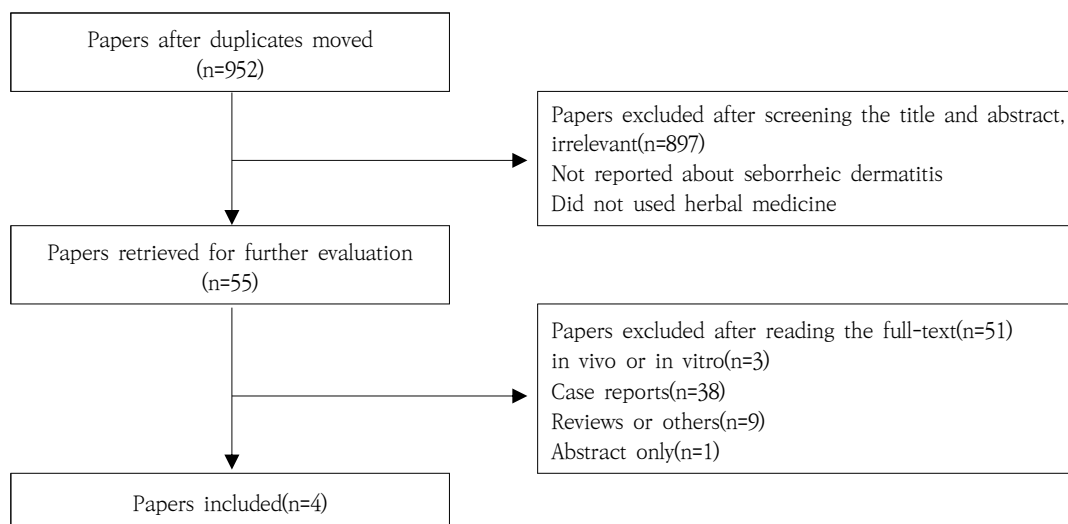 Papers after duplicates moved
(n=952)
Papers excluded after screening the title and abstract,
irrelevant(n=897)
Not reported about seborrheic dermatitis
Did not used herbal medicine
Papers retrieved for further evaluation
(n=55)
Papers excluded after reading the full-text(n=51)
in vivo or in vitro(n=3)
Case reports(n=38)
Reviews or others(n=9)
Abstract only(n=1)
Papers included(n=4)